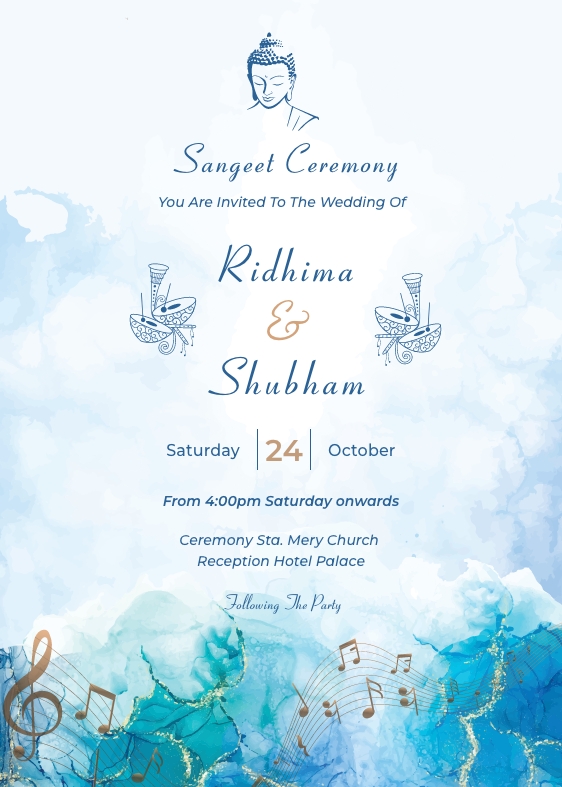 Sangeet Ceremony
You Are Invited To The Wedding Of
Ridhima
&
Shubham
Saturday 24 October
From 4:00pm Saturday onwards
Ceremony Sta. Mery Church
Reception Hotel Palace
Following The Party